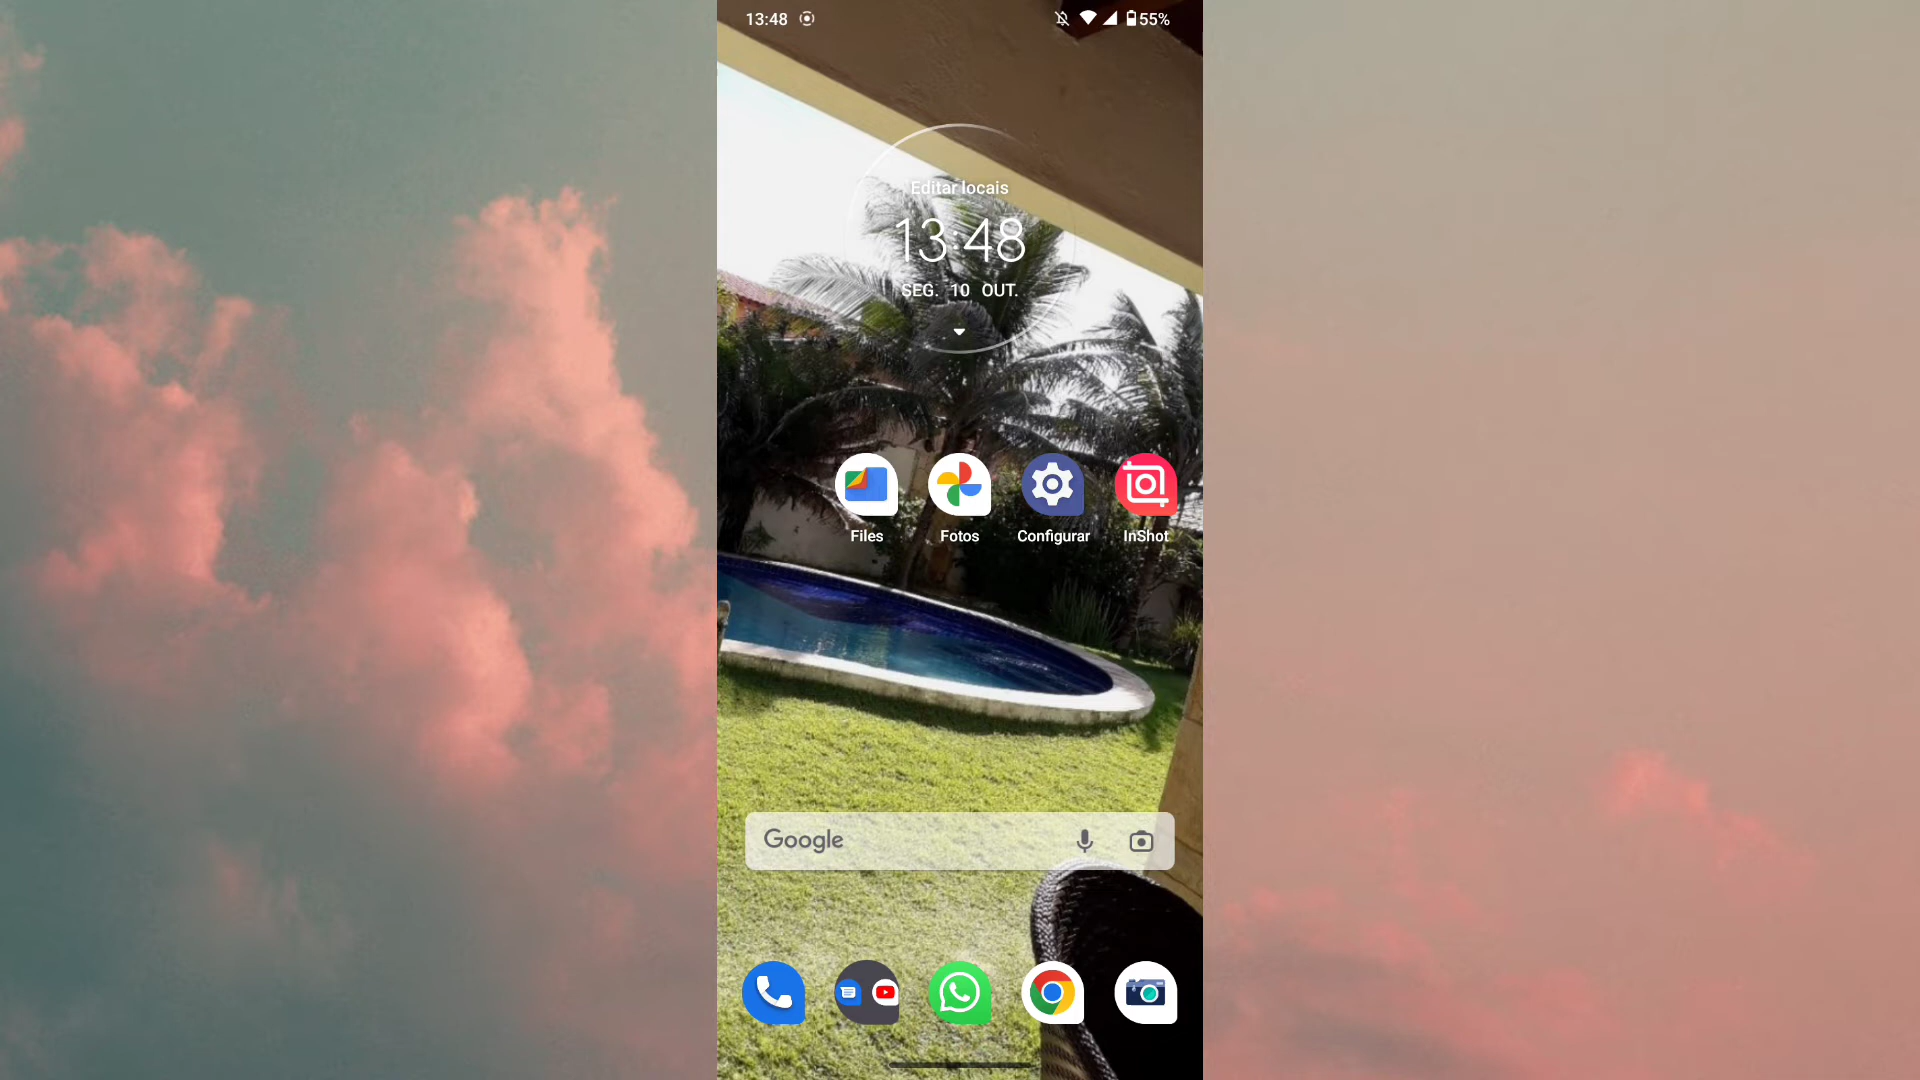 13:48 55%
Editar locais
13:48
SEG. 10 OUT.
Files Fotos Configurar InShot
Google